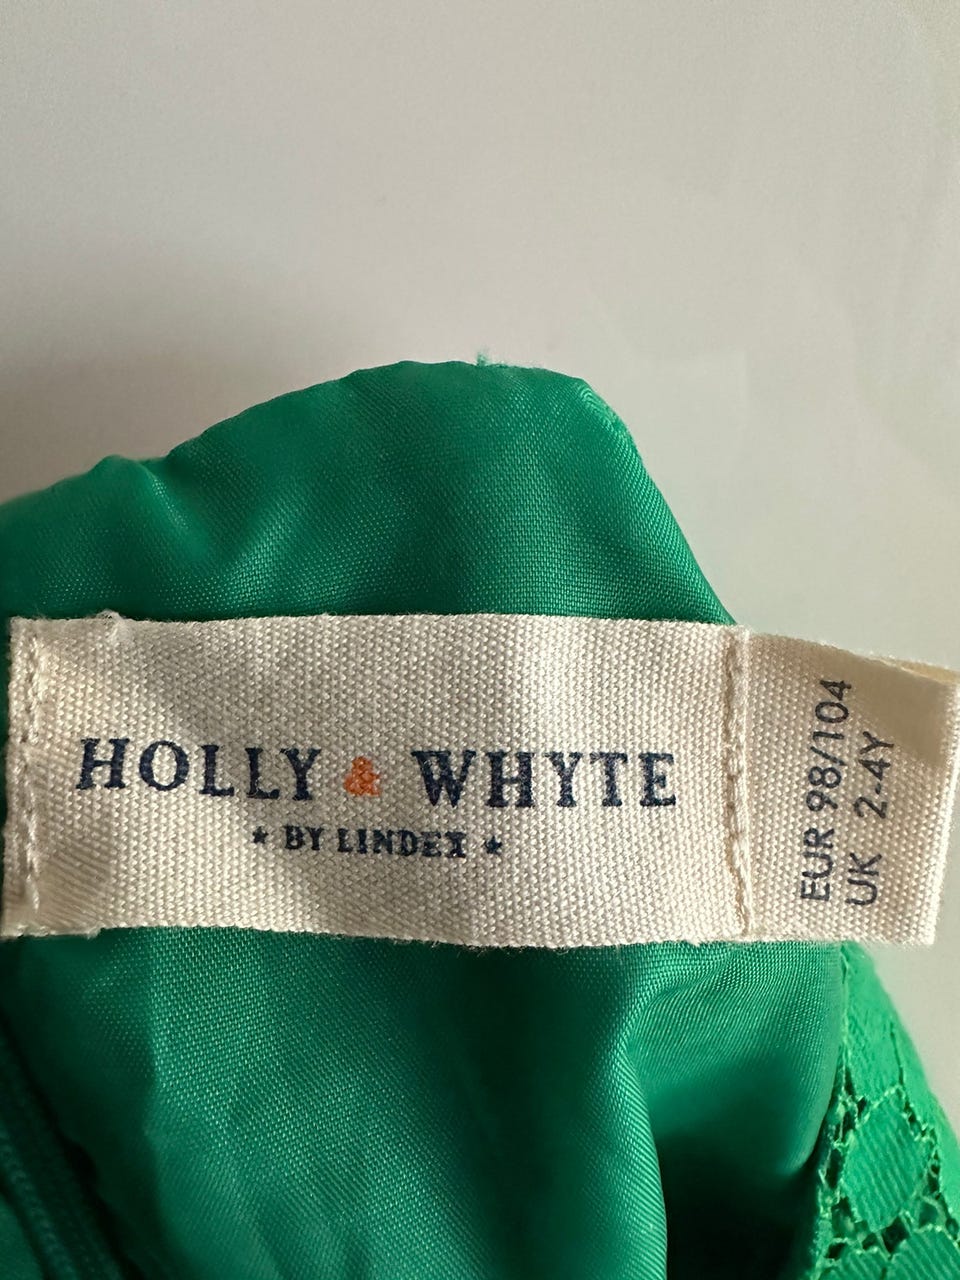 HOLLY & WHYTE
★ BY LINDEX ★
EUR 98/104
UK 2-4Y